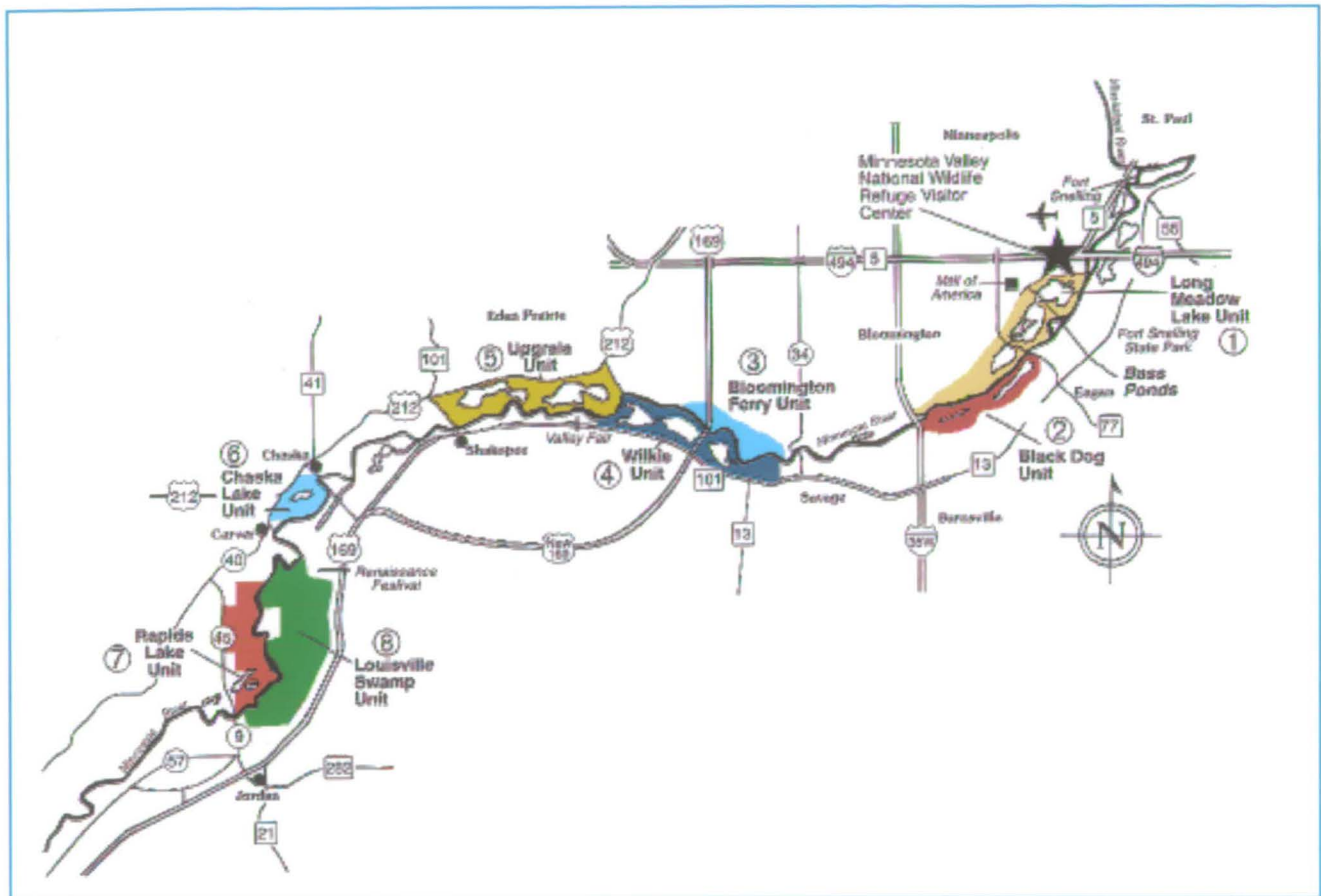 Mississippi River
St. Paul
Minneapolis
Minnesota Valley
National Wildlife
Refuge Visitor
Center
Fort
Snelling
5
55
169
494
5
494
Mall of
America
Long
Meadow
Lake Unit
1
Fort Snelling
State Park
Bass
Ponds
Eden Prairie
212
101
5
41
212
34
Bloomington
3
Bloomington
Ferry Unit
Eagan
77
2
Black Dog
Unit
13
Minnesota River
Valley Fair
Shakopee
4
Wilkie
Unit
101
Savage
6
Chaska
Chaska
Lake
Unit
212
Carver
40
169
New
169
13
Burnsville
35W
N
Renaissance
Festival
45
7
Rapids
Lake
Unit
8
Louisville
Swamp
Unit
Minnesota River
9
57
282
Jordan
21